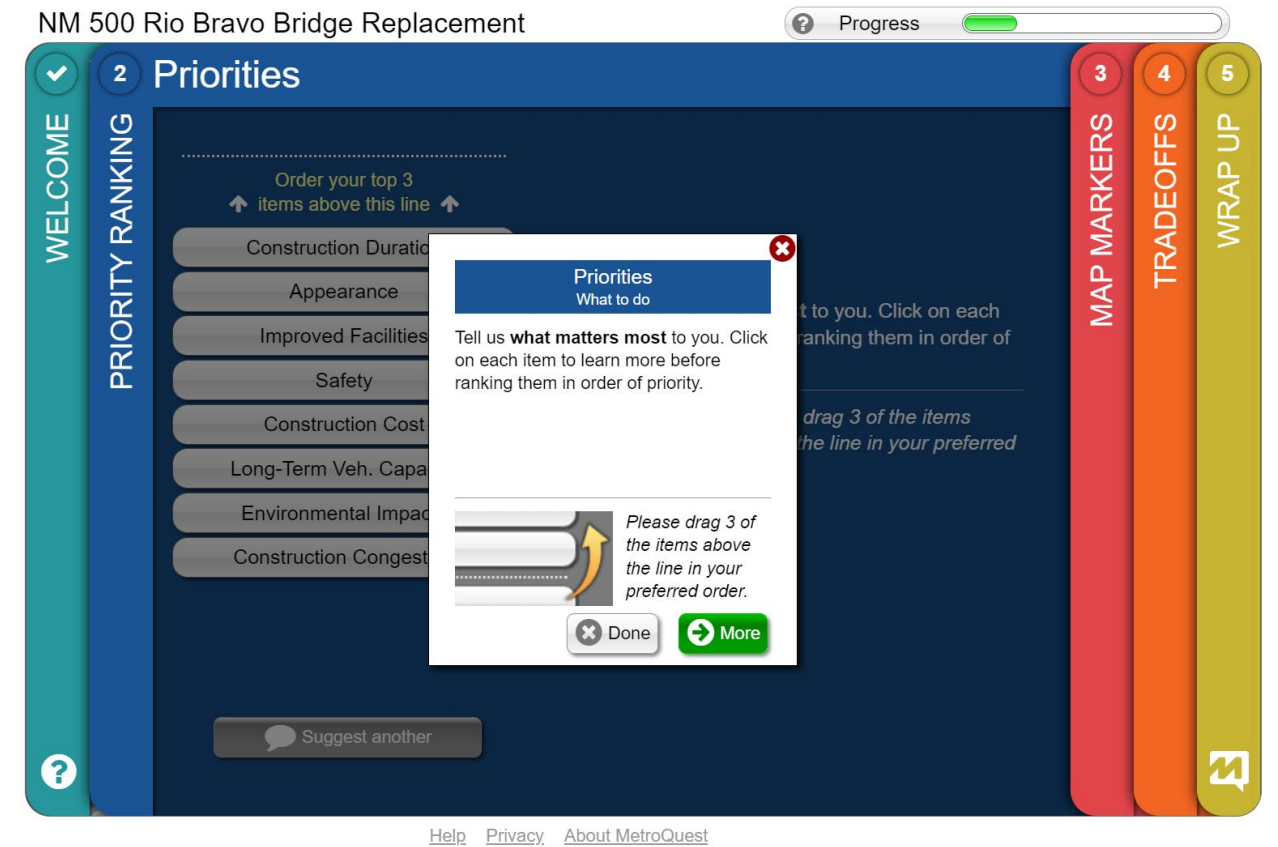 NM 500 Rio Bravo Bridge Replacement
? Progress
WELCOME
2
PRIORITY RANKING
Priorities
3
MAP MARKERS
4
TRADEOFFS
5
WRAP UP
Order your top 3
items above this line
Construction Duratio
Appearance
Improved Facilities
Safety
Construction Cost
Long-Term Veh. Capa
Environmental Impac
Construction Congest
Suggest another
t to you. Click on each
ranking them in order of
drag 3 of the items
the line in your preferred
Priorities
What to do
Tell us what matters most to you. Click
on each item to learn more before
ranking them in order of priority.
Please drag 3 of
the items above
the line in your
preferred order.
Done
More
?
Help Privacy About MetroQuest